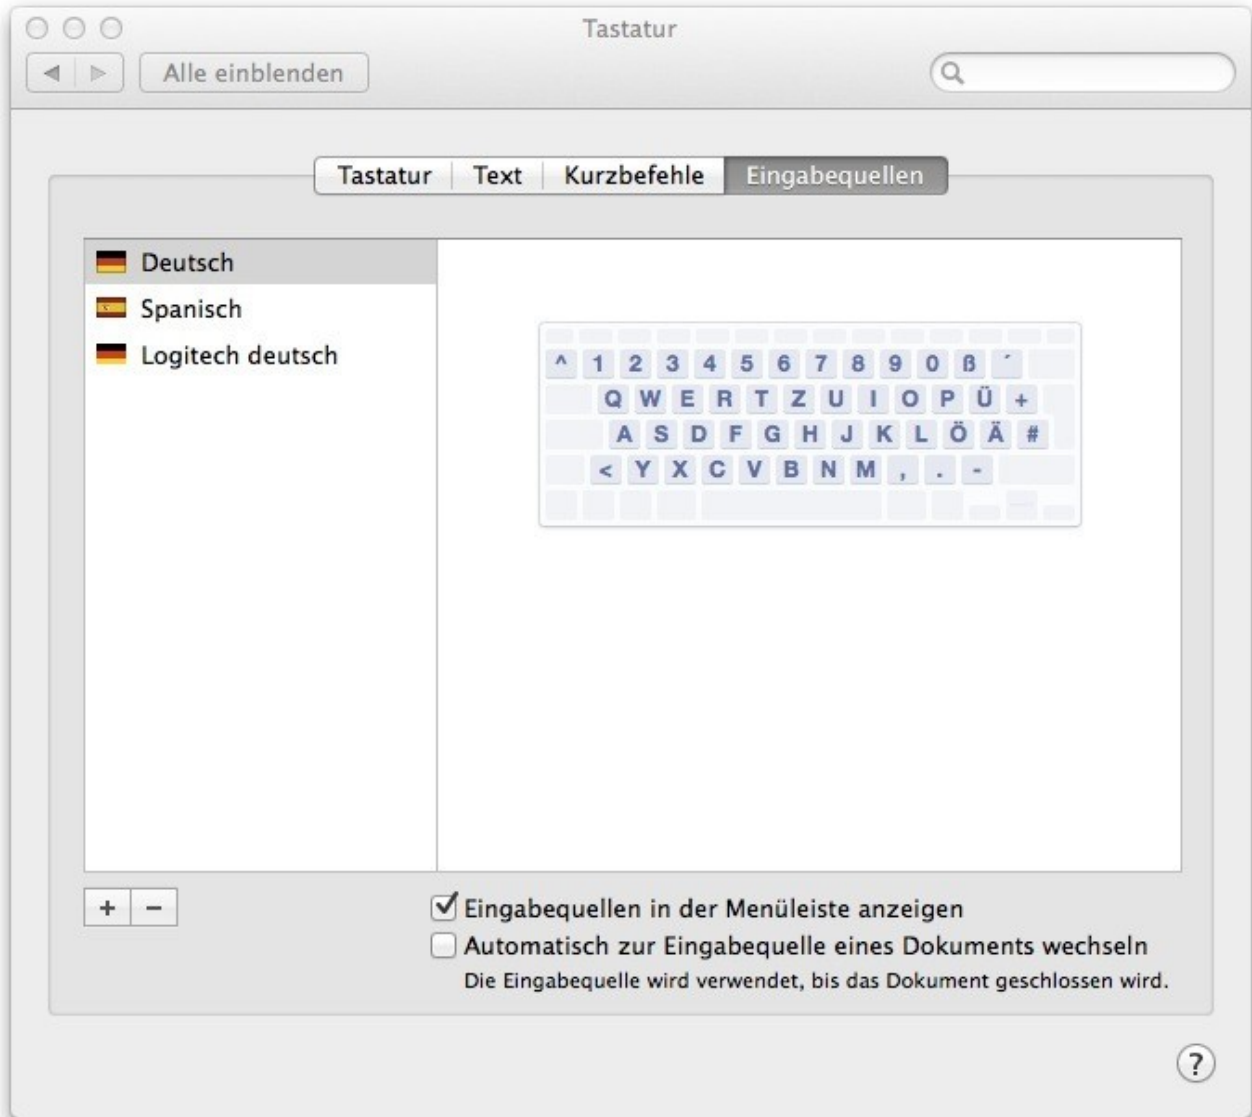 Tastatur
Alle einblenden
Tastatur Text Kurzbefehle Eingabequellen
Deutsch
Spanisch
Logitech deutsch
^ 1 2 3 4 5 6 7 8 9 0 ß ´
Q W E R T Z U I O P Ü +
A S D F G H J K L Ö Ä #
< Y X C V B N M , . -
+ −
Eingabequellen in der Menüleiste anzeigen
Automatisch zur Eingabequelle eines Dokuments wechseln
Die Eingabequelle wird verwendet, bis das Dokument geschlossen wird.
?